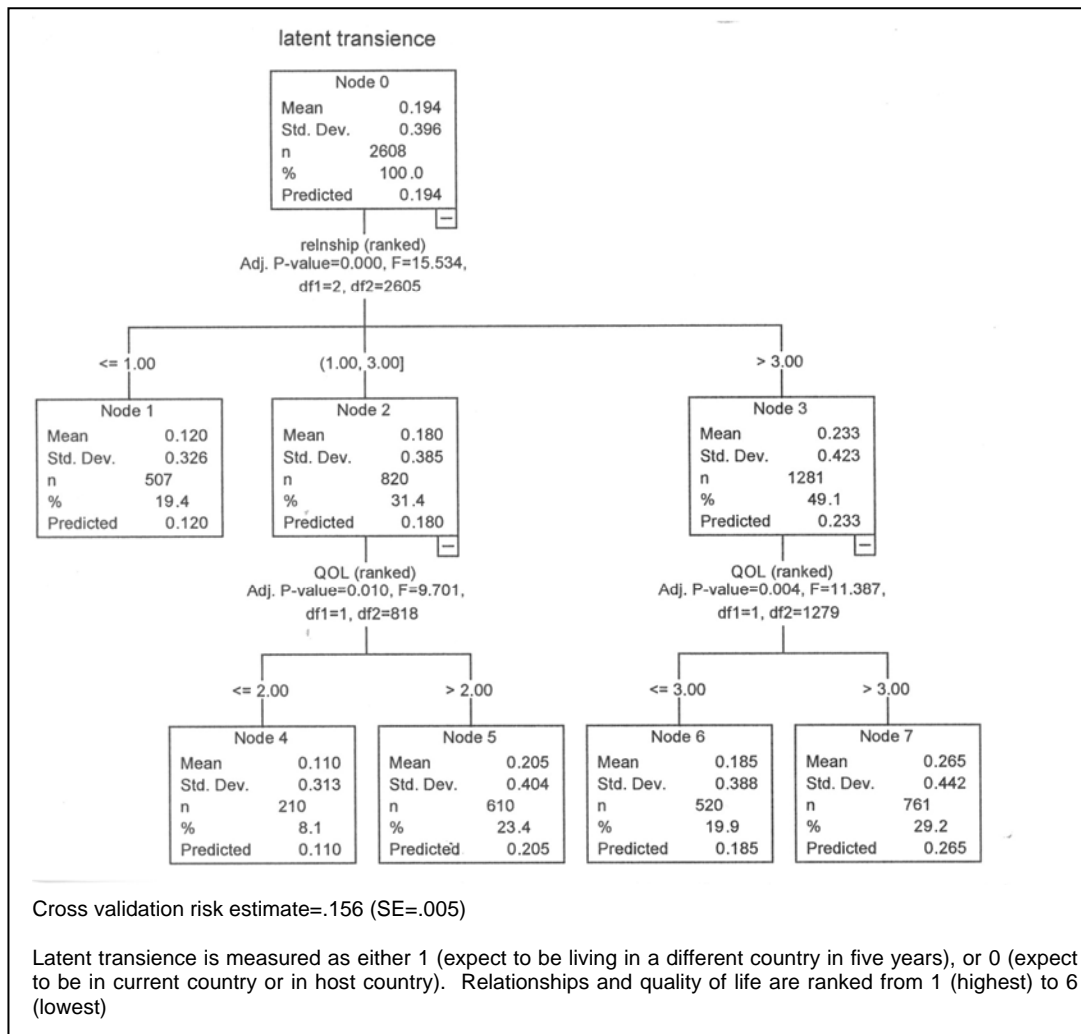 latent transience
Node 0
Mean 0.194
Std. Dev. 0.396
n 2608
% 100.0
Predicted 0.194
relnship (ranked)
Adj. P-value=0.000, F=15.534,
df1=2, df2=2605
<= 1.00
(1.00, 3.00]
> 3.00
Node 1
Mean 0.120
Std. Dev. 0.326
n 507
% 19.4
Predicted 0.120
Node 2
Mean 0.180
Std. Dev. 0.385
n 820
% 31.4
Predicted 0.180
Node 3
Mean 0.233
Std. Dev. 0.423
n 1281
% 49.1
Predicted 0.233
QOL (ranked)
Adj. P-value=0.010, F=9.701,
df1=1, df2=818
QOL (ranked)
Adj. P-value=0.004, F=11.387,
df1=1, df2=1279
<= 2.00
> 2.00
<= 3.00
> 3.00
Node 4
Mean 0.110
Std. Dev. 0.313
n 210
% 8.1
Predicted 0.110
Node 5
Mean 0.205
Std. Dev. 0.404
n 610
% 23.4
Predicted 0.205
Node 6
Mean 0.185
Std. Dev. 0.388
n 520
% 19.9
Predicted 0.185
Node 7
Mean 0.265
Std. Dev. 0.442
n 761
% 29.2
Predicted 0.265
Cross validation risk estimate=.156 (SE=.005)
Latent transience is measured as either 1 (expect to be living in a different country in five years), or 0 (expect
to be in current country or in host country). Relationships and quality of life are ranked from 1 (highest) to 6
(lowest)